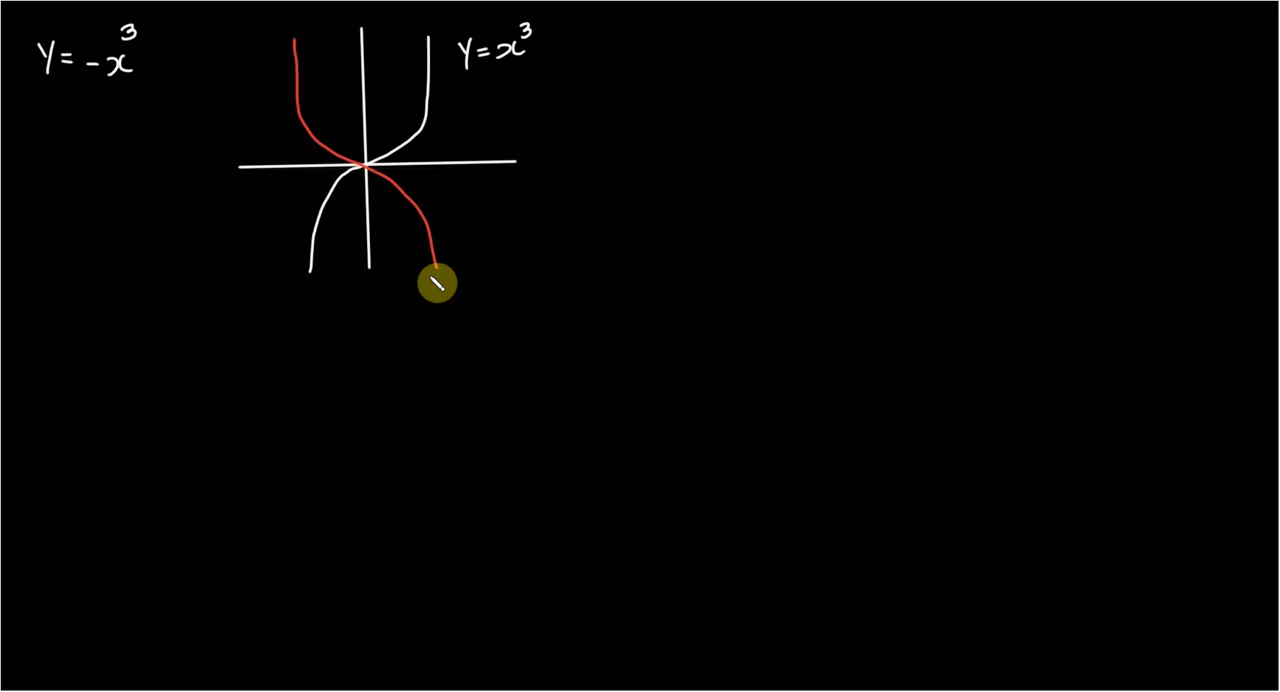 Y = -x³
Y = x³